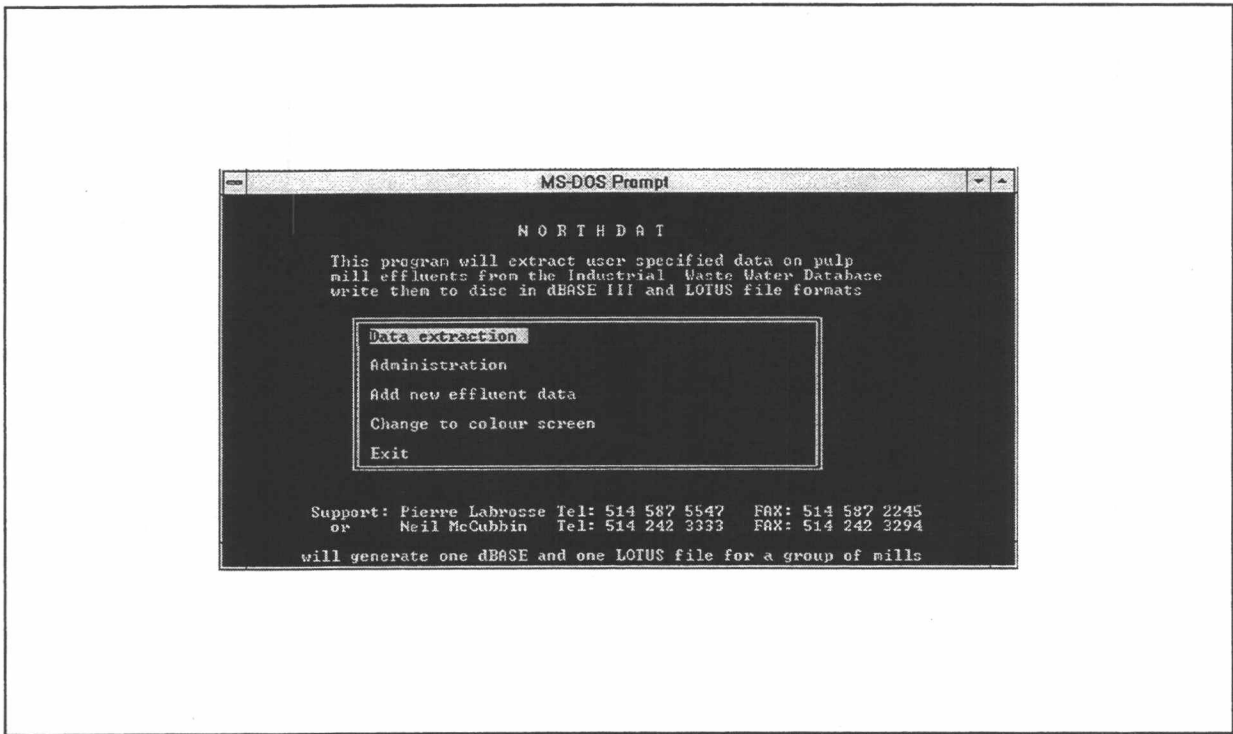 MS-DOS Prompt
N O R T H D A T
This program will extract user specified data on pulp
mill effluents from the Industrial Waste Water Database
write them to disc in dBASE III and LOTUS file formats
Data extraction
Administration
Add new effluent data
Change to colour screen
Exit
Support: Pierre Labrosse Tel: 514 587 5547 FAX: 514 587 2245
or Neil McCubbin Tel: 514 242 3333 FAX: 514 242 3294
will generate one dBASE and one LOTUS file for a group of mills